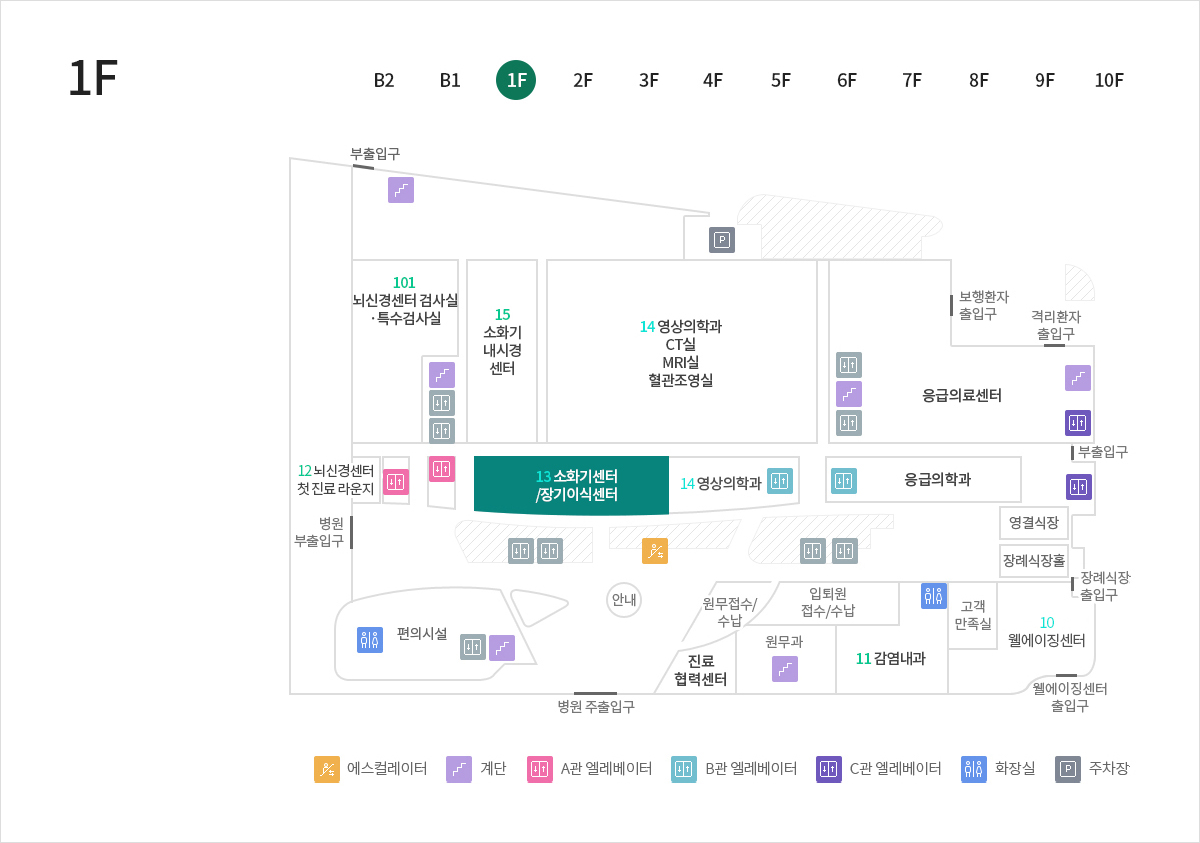 1F
B2 B1 1F 2F 3F 4F 5F 6F 7F 8F 9F 10F
부출입구
P
101
뇌신경센터 검사실
·특수검사실
15
소화기
내시경
센터
14 영상의학과
CT실
MRI실
혈관조영실
보행환자
출입구
격리환자
출입구
응급의료센터
부출입구
12 뇌신경센터
첫 진료 라운지
13 소화기센터
/장기이식센터
14 영상의학과
응급의학과
병원
부출입구
영결식장
장례식장홀
장례식장
출입구
안내
편의시설
원무접수/
수납
입퇴원
접수/수납
고객
만족실
10
웰에이징센터
원무과
11 감염내과
진료
협력센터
병원 주출입구
웰에이징센터
출입구
에스컬레이터
계단
A관 엘레베이터
B관 엘레베이터
C관 엘레베이터
화장실
P
주차장